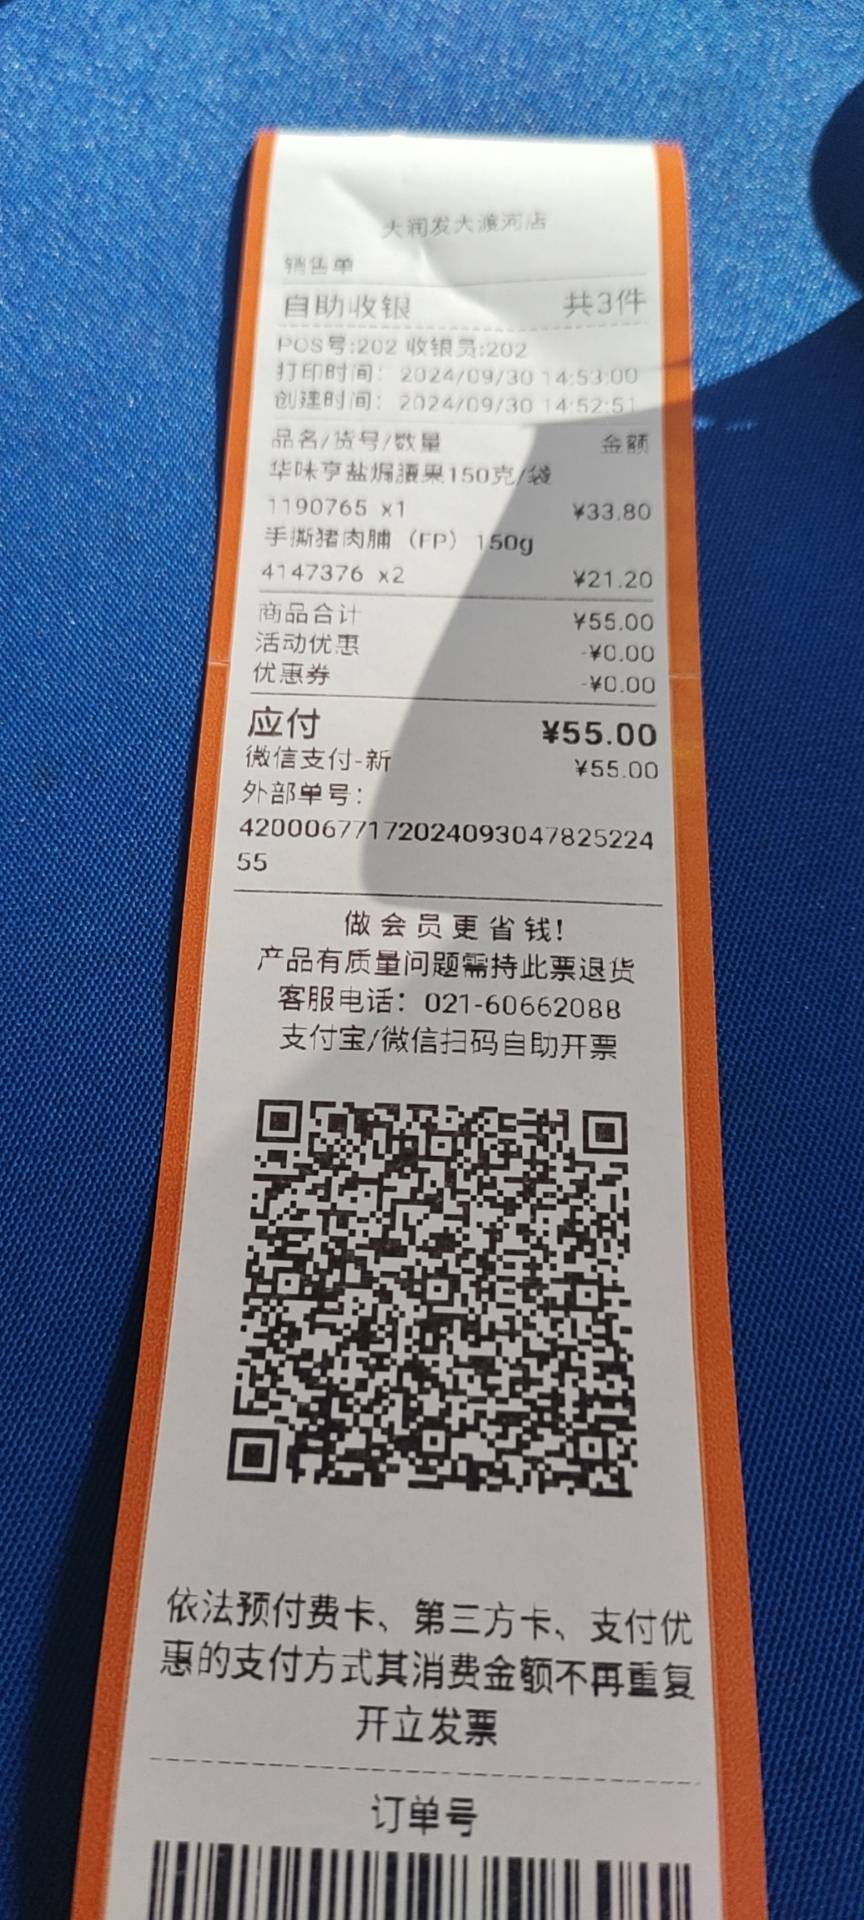 大润发大渡河店
销售单
自助收银 共3件
POS号:202 收银员:202
打印时间: 2024/09/30 14:53:00
创建时间: 2024/09/30 14:52:51
品名/货号/数量 金额
华味亨盐焗腰果150克/袋
1190765 x1 ¥33.80
手撕猪肉脯（FP）150g
4147376 x2 ¥21.20
商品合计 ¥55.00
活动优惠 -¥0.00
优惠券 -¥0.00
应付 ¥55.00
微信支付-新 ¥55.00
外部单号:
42000677172024093047825224
55
做会员更省钱!
产品有质量问题需持此票退货
客服电话: 021-60662088
支付宝/微信扫码自助开票
依法预付费卡、第三方卡、支付优
惠的支付方式其消费金额不再重复
开立发票
订单号